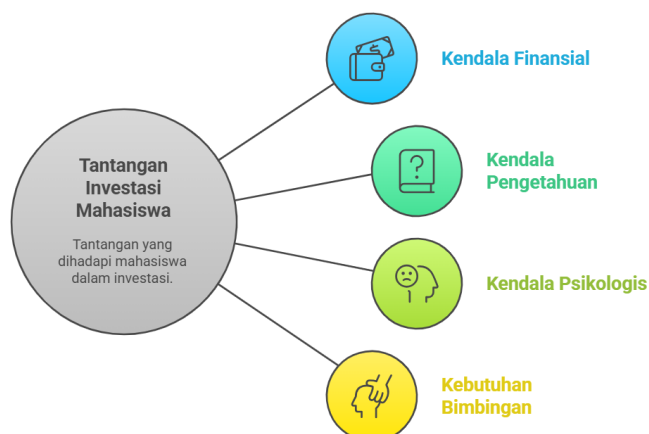 Tantangan
Investasi
Mahasiswa
Tantangan yang
dihadapi mahasiswa
dalam investasi.
Kendala Finansial
?
Kendala
Pengetahuan
Kendala Psikologis
Kebutuhan
Bimbingan